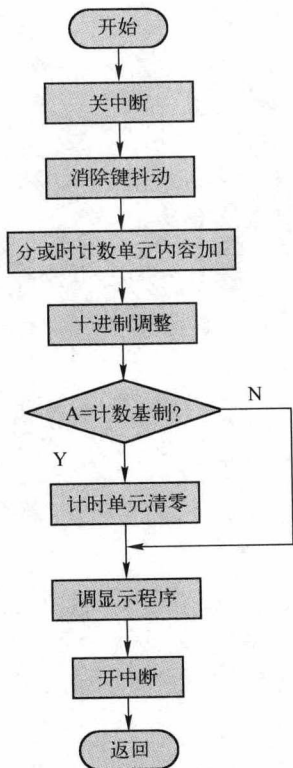 开始
关中断
消除键抖动
分或时计数单元内容加1
十进制调整
A=计数基制?
N
Y
计时单元清零
调显示程序
开中断
返回